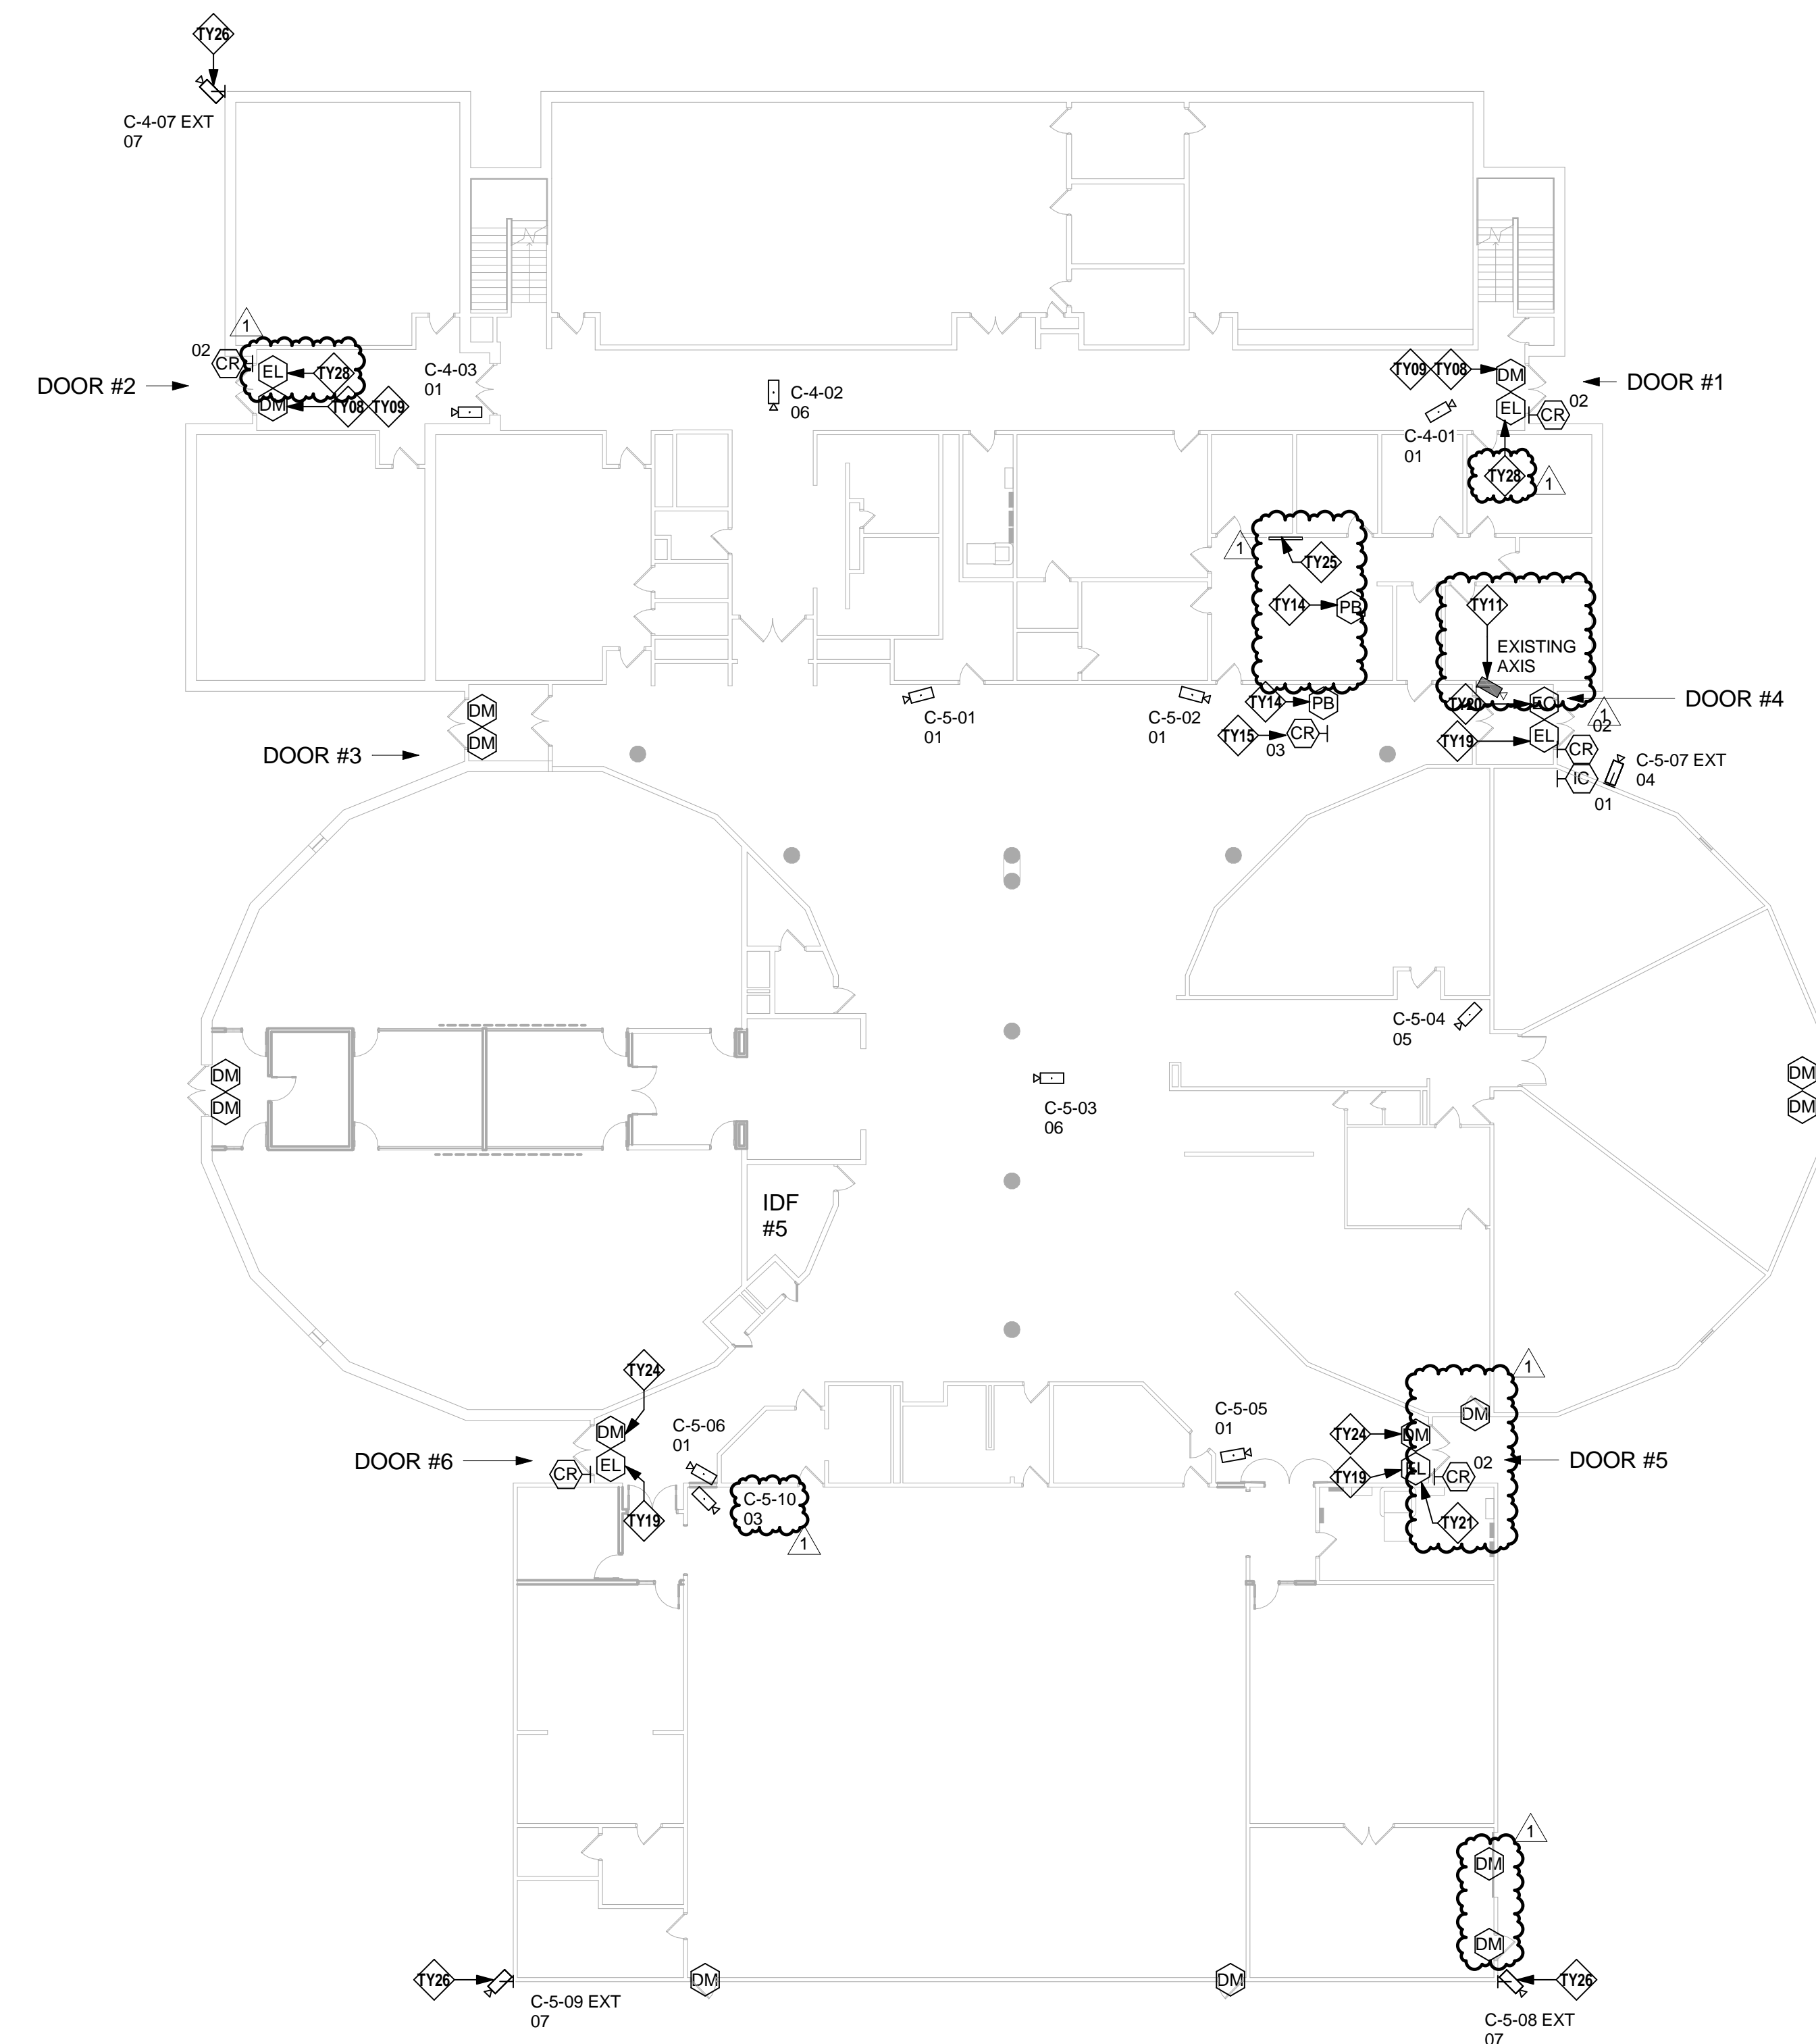 TY26
C-4-07 EXT
07
1
02
CR
EL
TY28
DM
TY08
TY09
DOOR #2
C-4-03
01
C-4-02
06
TY09
TY08
DM
EL
CR
02
DOOR #1
C-4-01
01
TY28
1
1
TY25
TY14
PB
TY11
EXISTING
AXIS
DM
DM
DOOR #3
C-5-01
01
C-5-02
01
TY14
PB
TY15
03
CR
TY20
EO
DOOR #4
1
02
TY19
EL
CR
IC
01
C-5-07 EXT
04
C-5-04
05
DM
DM
DM
DM
C-5-03
06
IDF
#5
TY24
DM
EL
CR
DOOR #6
TY19
C-5-06
01
C-5-10
03
1
C-5-05
01
1
DM
TY24
DM
TY19
EL
CR
02
DOOR #5
TY21
1
DM
DM
TY26
C-5-09 EXT
07
DM
DM
TY26
C-5-08 EXT
07